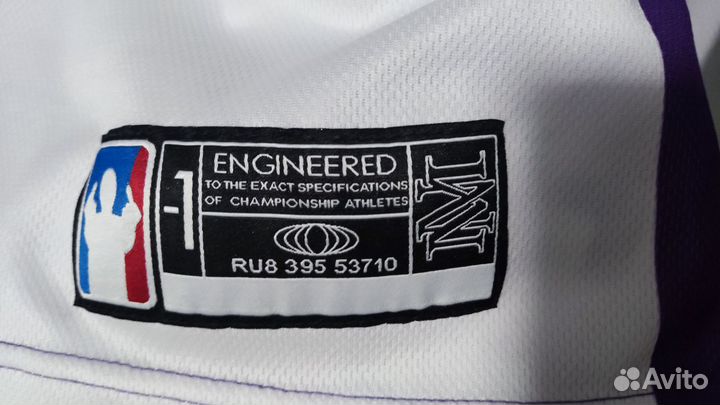 -1
ENGINEERED
TO THE EXACT SPECIFICATIONS
OF CHAMPIONSHIP ATHLETES
RU8 395 53710
Avito